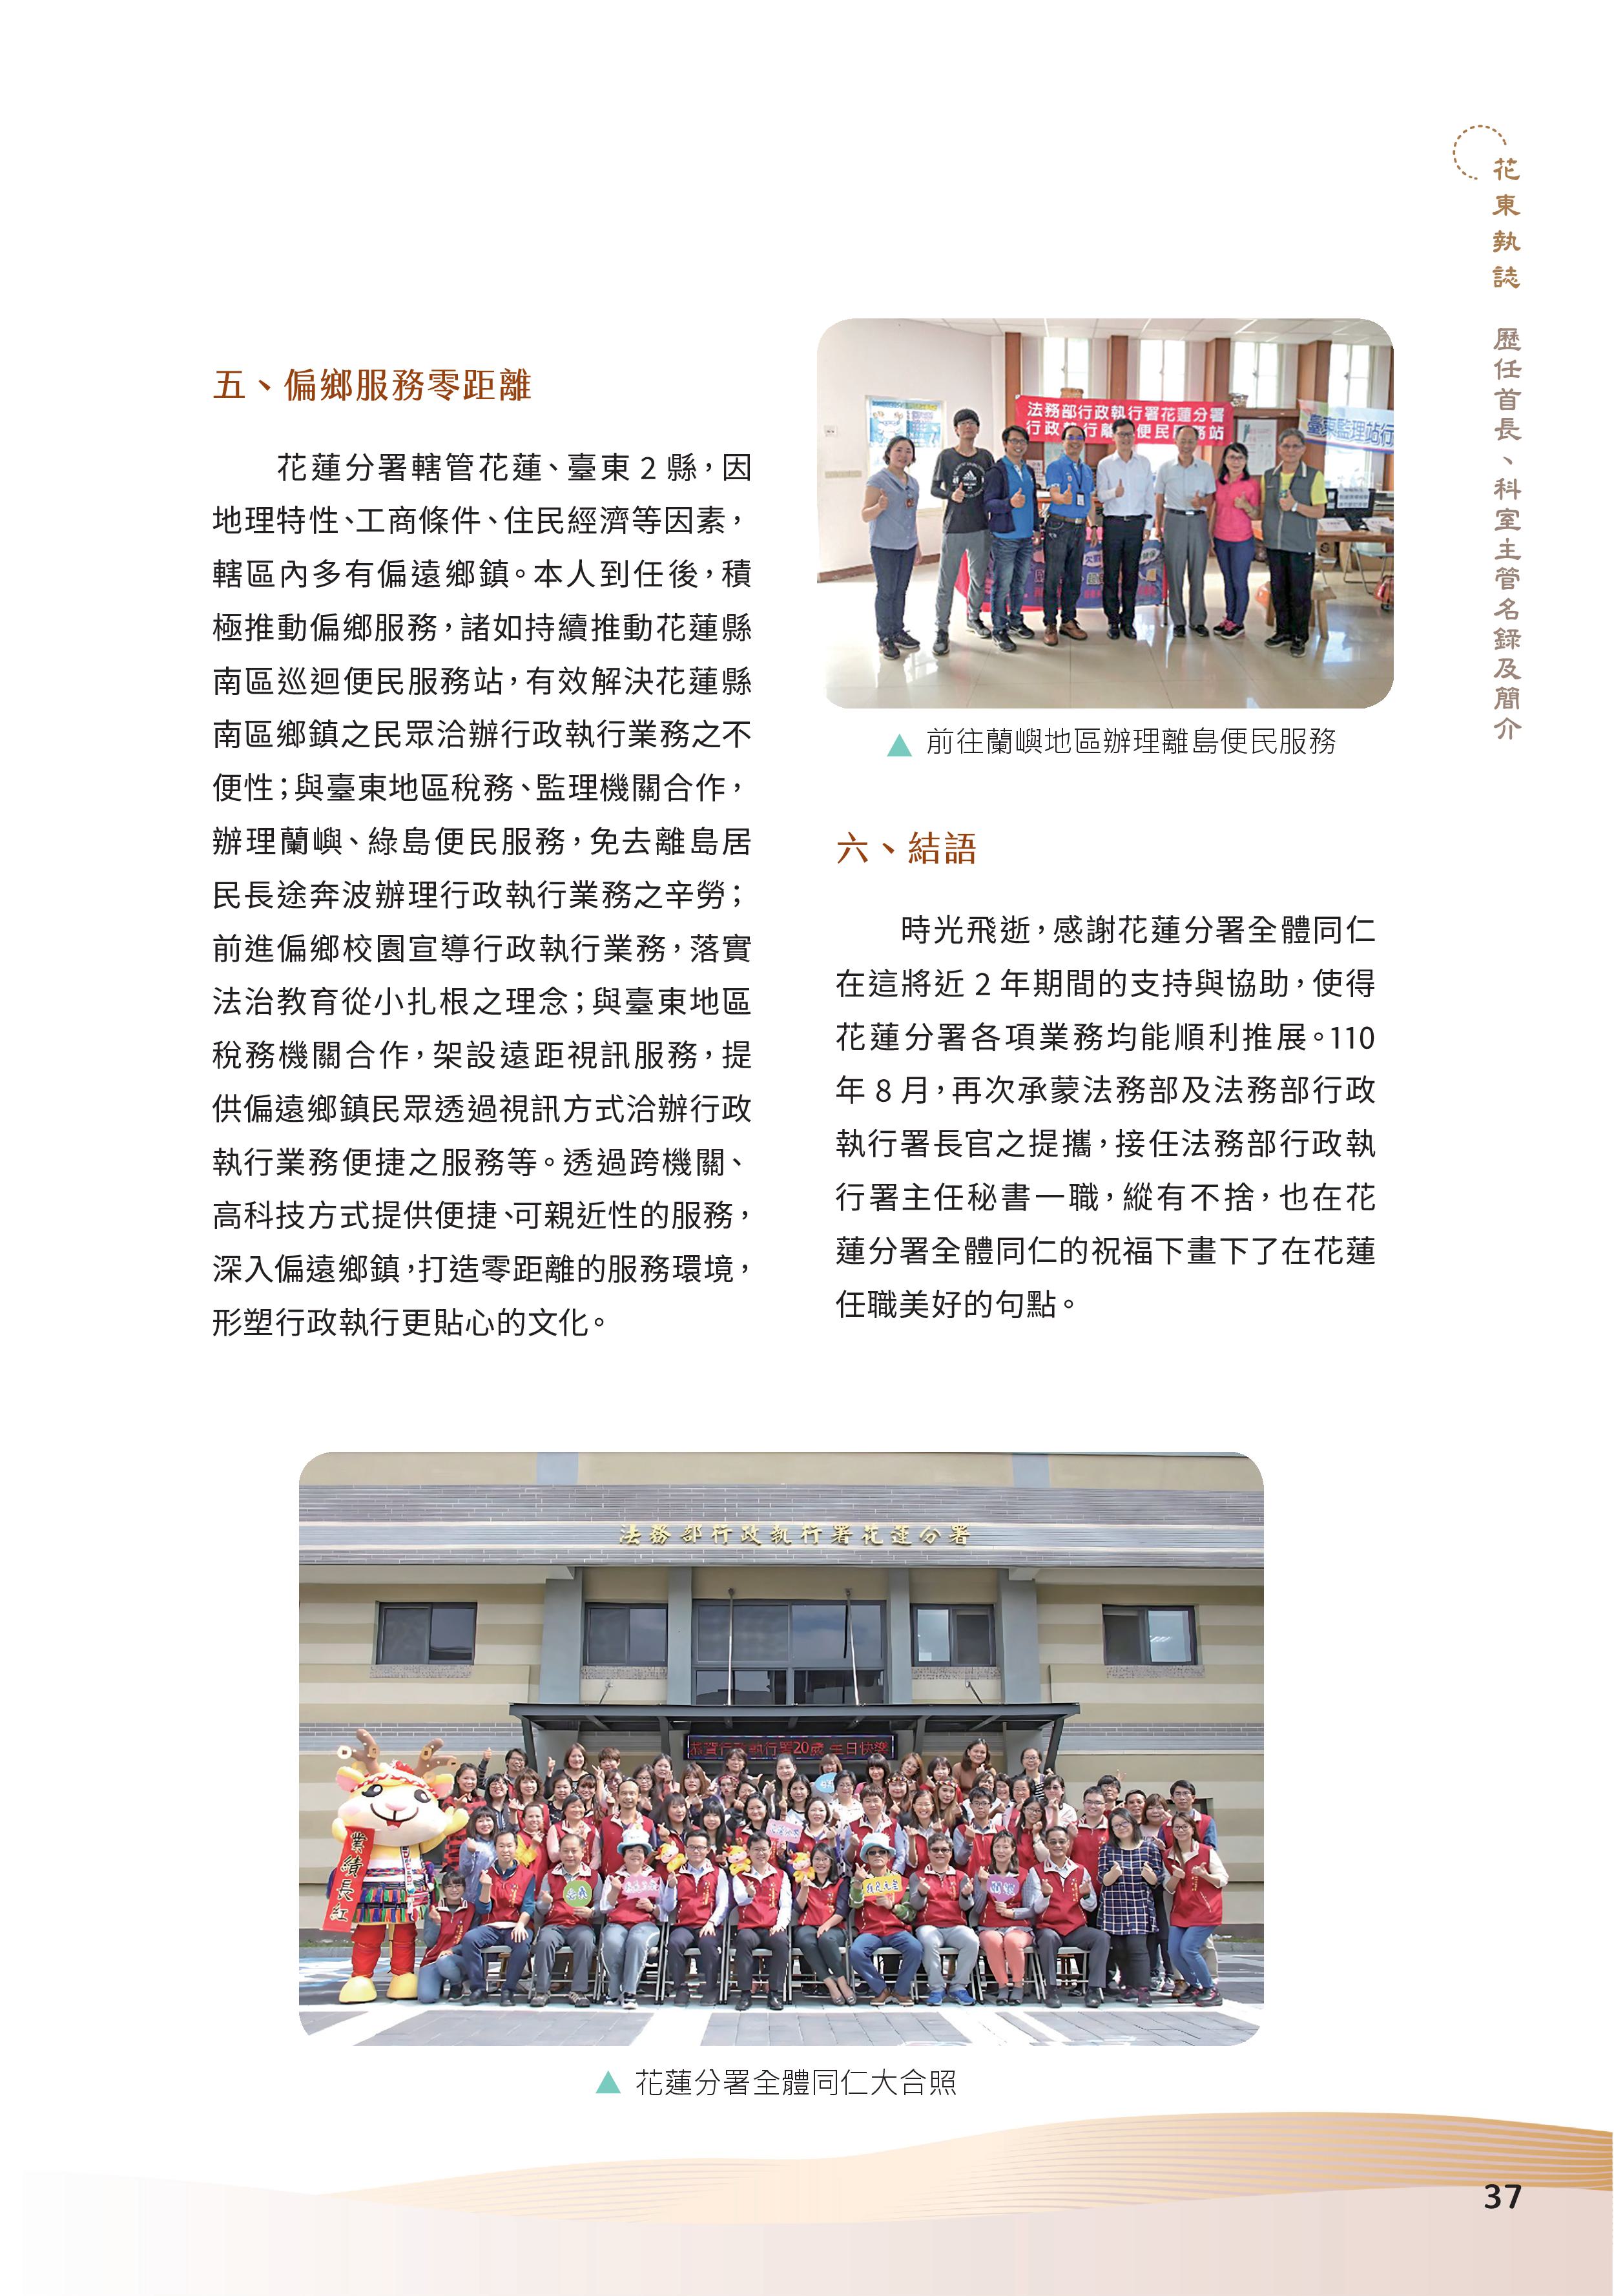 花東執誌　歷任首長、科室主管名錄及簡介
五、偏鄉服務零距離
花蓮分署轄管花蓮、臺東 2 縣，因
地理特性、工商條件、住民經濟等因素，
轄區內多有偏遠鄉鎮。本人到任後，積
極推動偏鄉服務，諸如持續推動花蓮縣
南區巡迴便民服務站，有效解決花蓮縣
南區鄉鎮之民眾洽辦行政執行業務之不
便性；與臺東地區稅務、監理機關合作，
辦理蘭嶼、綠島便民服務，免去離島居
民長途奔波辦理行政執行業務之辛勞；
前進偏鄉校園宣導行政執行業務，落實
法治教育從小扎根之理念；與臺東地區
稅務機關合作，架設遠距視訊服務，提
供偏遠鄉鎮民眾透過視訊方式洽辦行政
執行業務便捷之服務等。透過跨機關、
高科技方式提供便捷、可親近性的服務，
深入偏遠鄉鎮，打造零距離的服務環境，
形塑行政執行更貼心的文化。
法務部行政執行署花蓮分署
行政執行離 便民 務站
臺東監理站行
▲ 前往蘭嶼地區辦理離島便民服務
六、結語
時光飛逝，感謝花蓮分署全體同仁
在這將近 2 年期間的支持與協助，使得
花蓮分署各項業務均能順利推展。110
年 8 月，再次承蒙法務部及法務部行政
執行署長官之提攜，接任法務部行政執
行署主任秘書一職，縱有不捨，也在花
蓮分署全體同仁的祝福下畫下了在花蓮
任職美好的句點。
法務部行政執行署花蓮分署
恭賀行政執行署20歲 生日快樂
業績長紅
▲ 花蓮分署全體同仁大合照
37